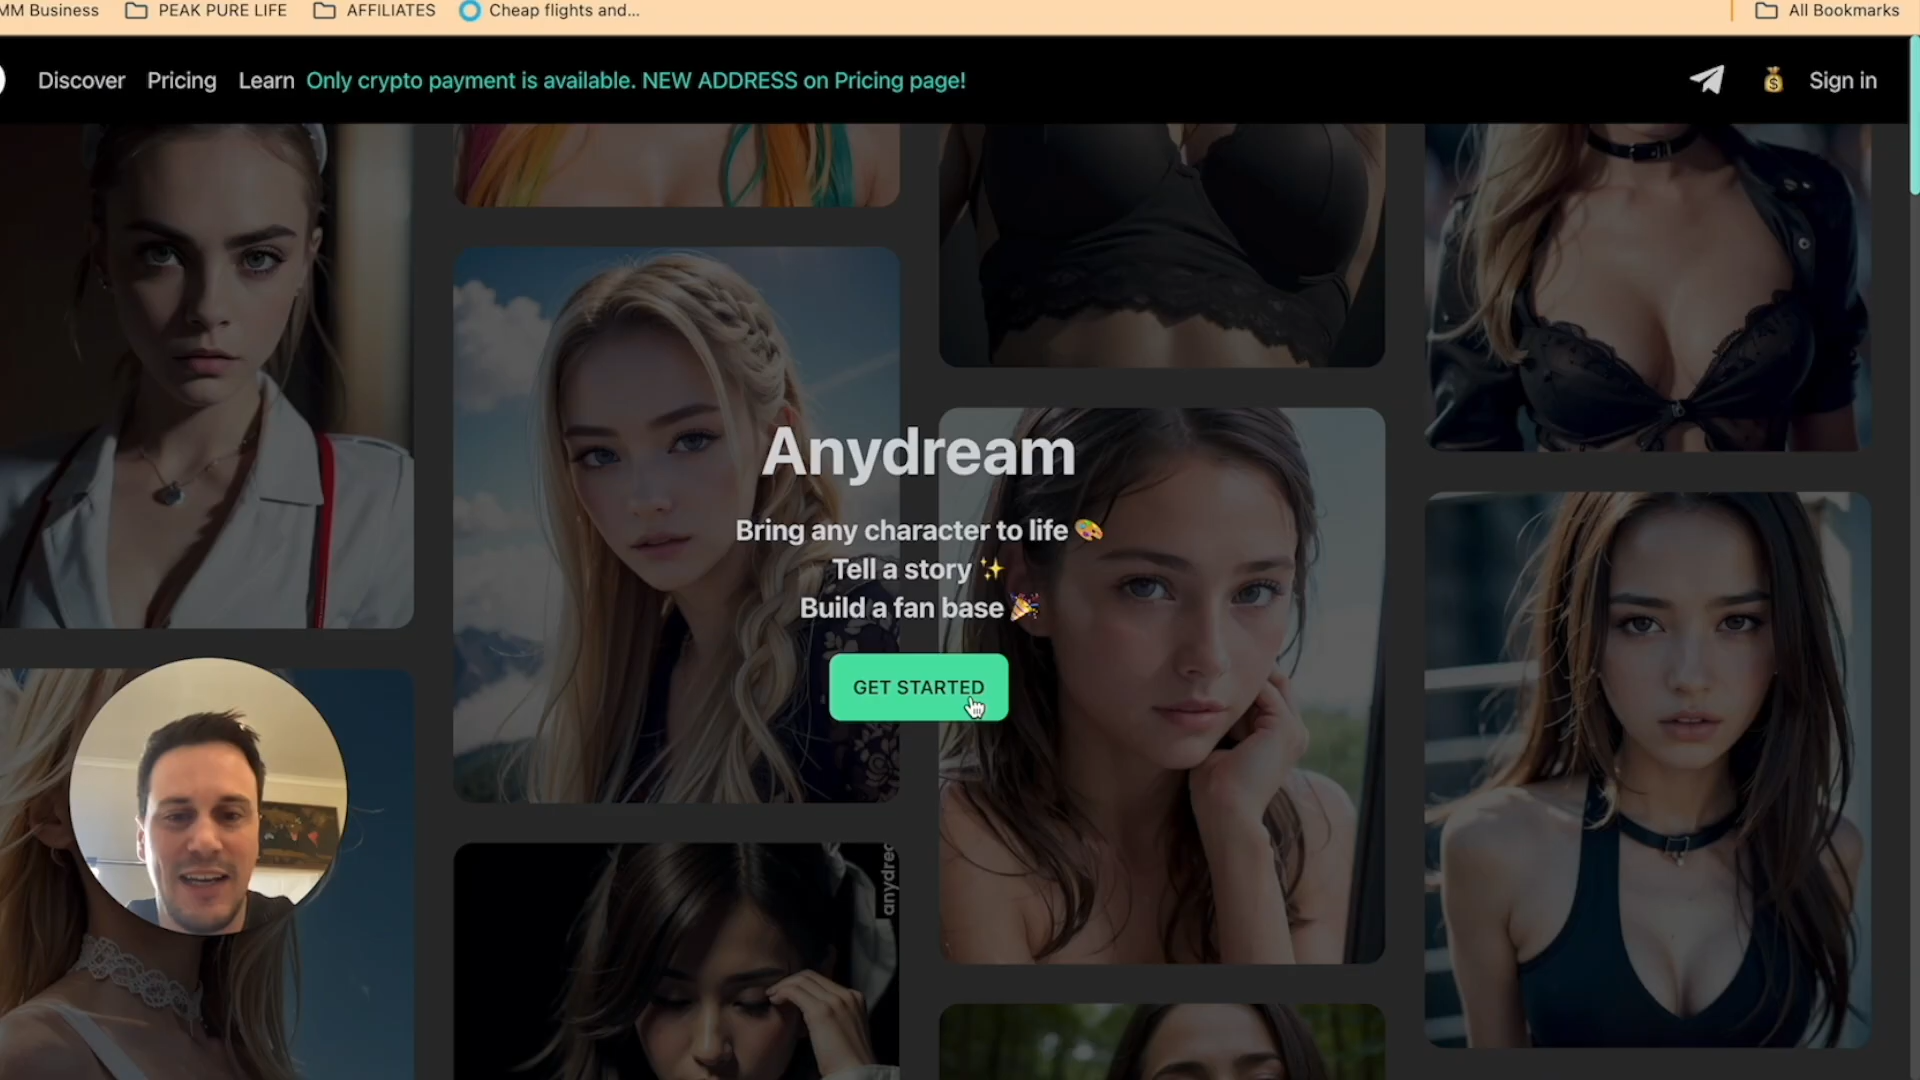 MM Business
PEAK PURE LIFE
AFFILIATES
Cheap flights and...
All Bookmarks
Discover
Pricing
Learn
Only crypto payment is available. NEW ADDRESS on Pricing page!
Sign in
Anydream
Bring any character to life 🎨
Tell a story ✨
Build a fan base 🎉
GET STARTED
anydrea